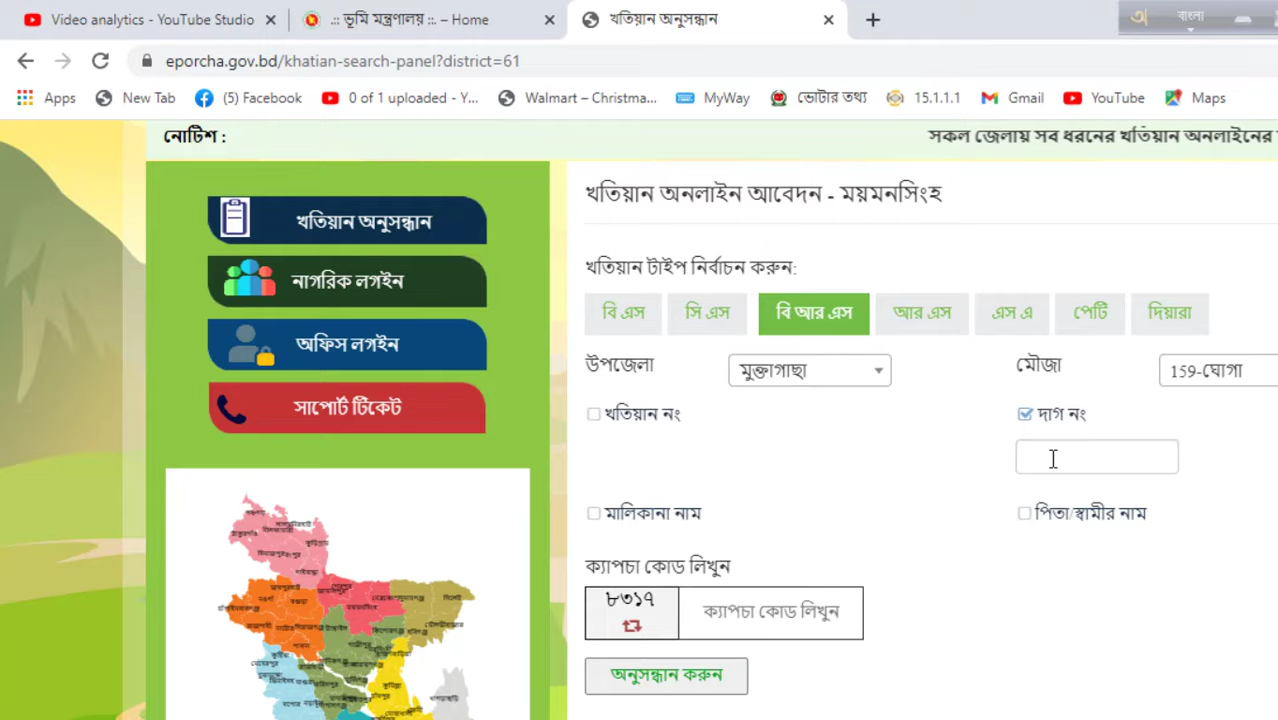 Video analytics - YouTube Studio
.:: ভূমি মন্ত্রণালয় ::. – Home
খতিয়ান অনুসন্ধান
বাংলা
eporcha.gov.bd/khatian-search-panel?district=61
Apps
New Tab
(5) Facebook
0 of 1 uploaded - Y...
Walmart – Christma...
MyWay
ভোটার তথ্য
15.1.1.1
Gmail
YouTube
Maps
নোটিশ :
সকল জেলায় সব ধরনের খতিয়ান অনলাইনের
খতিয়ান অনুসন্ধান
নাগরিক লগইন
অফিস লগইন
সাপোর্ট টিকেট
খতিয়ান অনলাইন আবেদন - ময়মনসিংহ
খতিয়ান টাইপ নির্বাচন করুন:
বি এস
সি এস
বি আর এস
আর এস
এস এ
পেটি
দিয়ারা
উপজেলা
মুক্তাগাছা
মৌজা
159-ঘোগা
খতিয়ান নং
দাগ নং
মালিকানা নাম
পিতা/স্বামীর নাম
ক্যাপচা কোড লিখুন
৮৩১৭
ক্যাপচা কোড লিখুন
অনুসন্ধান করুন